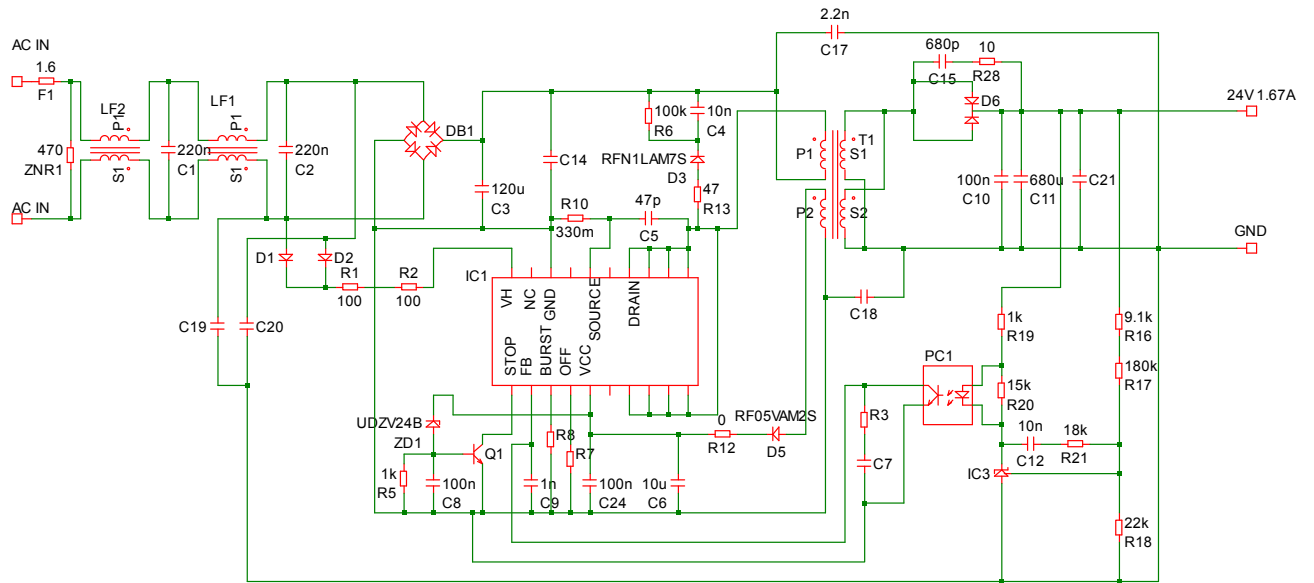 AC IN
1.6
F1
LF2
P1
S1
470
ZNR1
AC IN
220n
C1
LF1
P1
S1
220n
C2
DB1
120u
C3
C14
R10
330m
100k
R6
10n
C4
RFN1LAM7S
D3
47
R13
47p
C5
2.2n
C17
680p
C15
10
R28
D6
T1
P1
S1
P2
S2
24V 1.67A
100n
C10
680u
C11
C21
GND
D1
D2
R1
100
R2
100
C19
C20
IC1
VH
NC
GND
SOURCE
DRAIN
STOP
FB
BURST
OFF
VCC
C18
1k
R19
9.1k
R16
180k
R17
15k
R20
PC1
R3
C7
10n
C12
18k
R21
IC3
22k
R18
UDZV24B
ZD1
Q1
1k
R5
100n
C8
1n
C9
R8
R7
100n
C24
10u
C6
0
R12
RF05VAM2S
D5